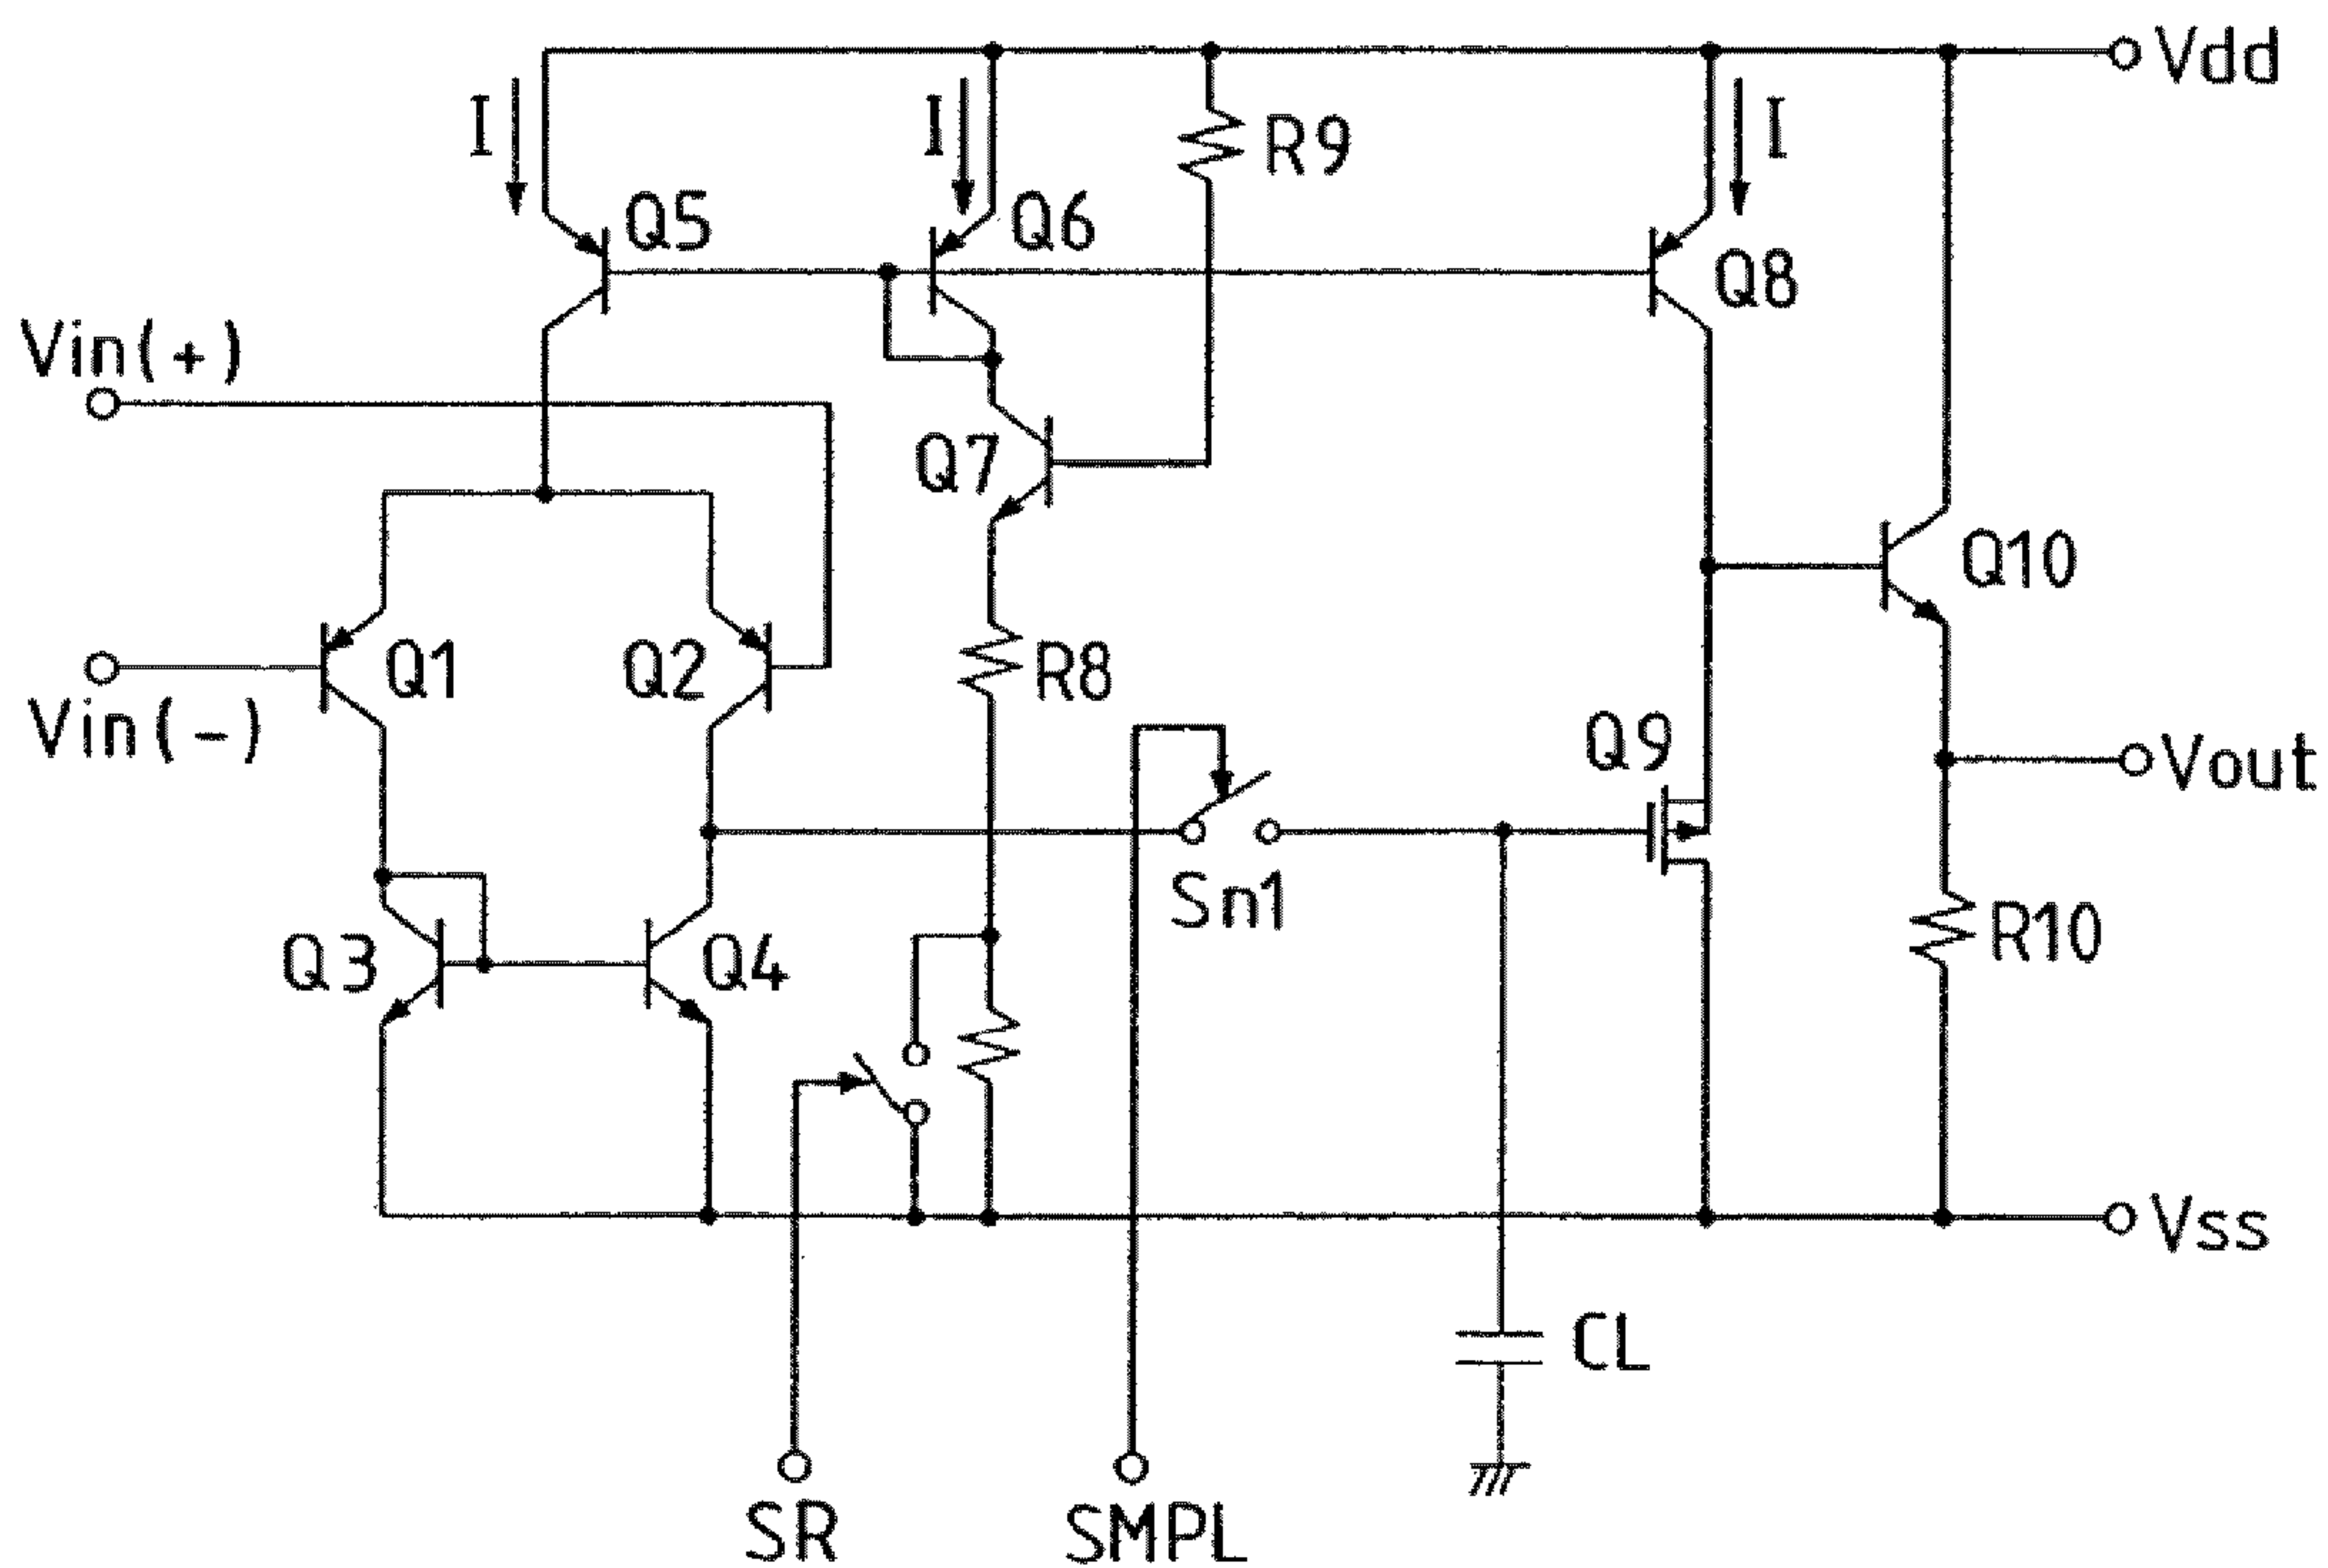 Vdd
I
I
R9
I
Q5
Q6
Q8
Vin(+)
Q7
Q10
Q1
Q2
R8
Vin(-)
Q9
Vout
Sn1
Q3
Q4
R10
Vss
CL
SR
SMPL